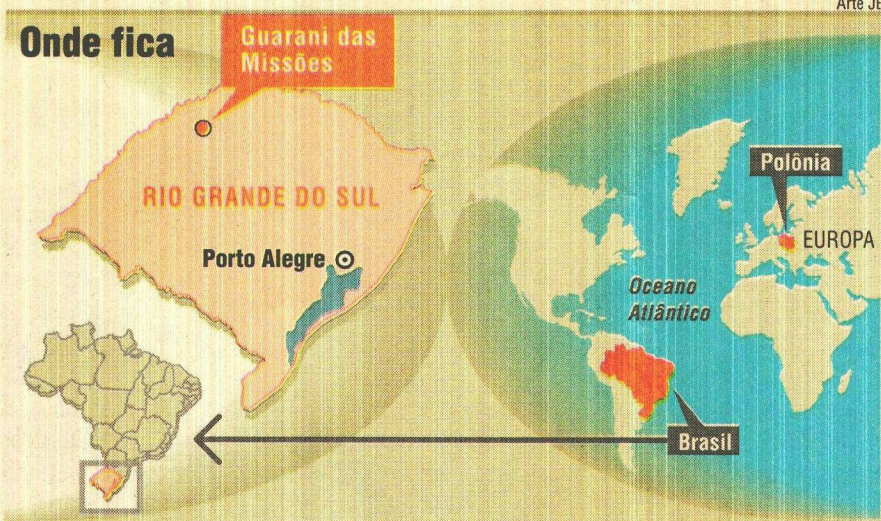 Arte JB
Onde fica
Guarani das
Missões
RIO GRANDE DO SUL
Porto Alegre
Polônia
EUROPA
Oceano
Atlântico
Brasil